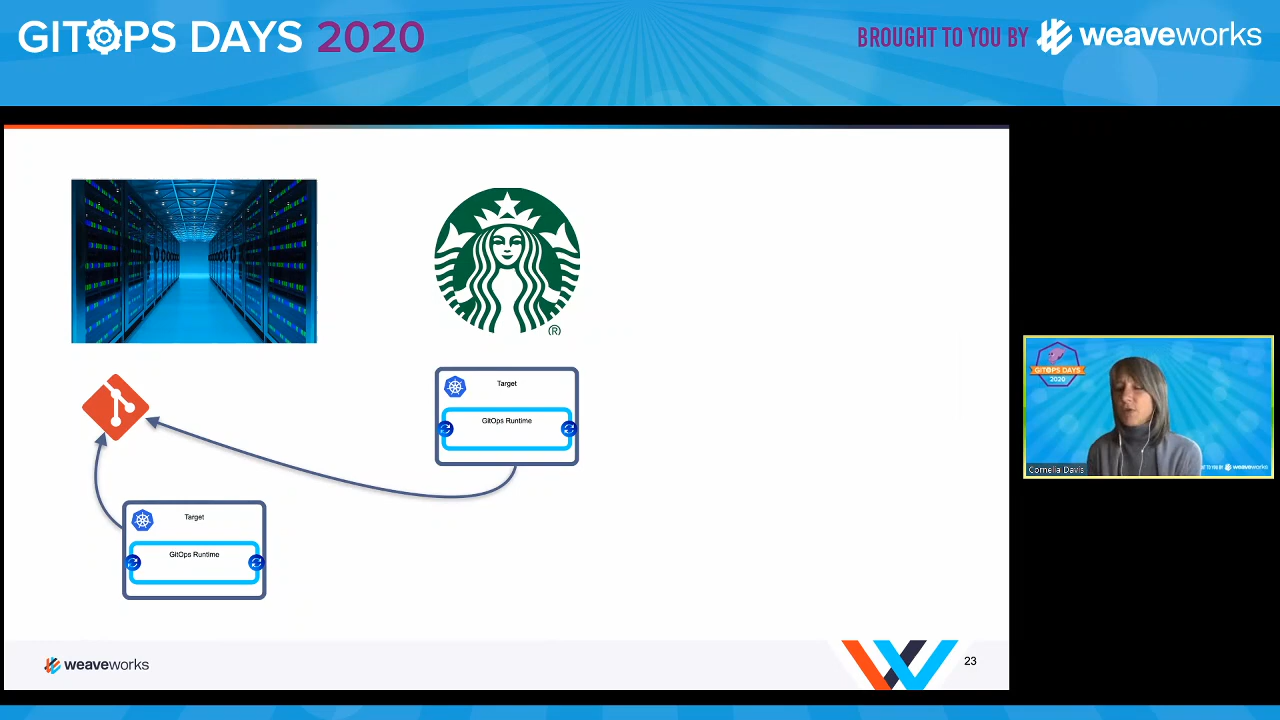 GITOPS DAYS 2020
BROUGHT TO YOU BY weaveworks
®
Target
GitOps Runtime
Target
GitOps Runtime
GITOPS DAYS
2020
Cornelia Davis
weaveworks
weaveworks
23